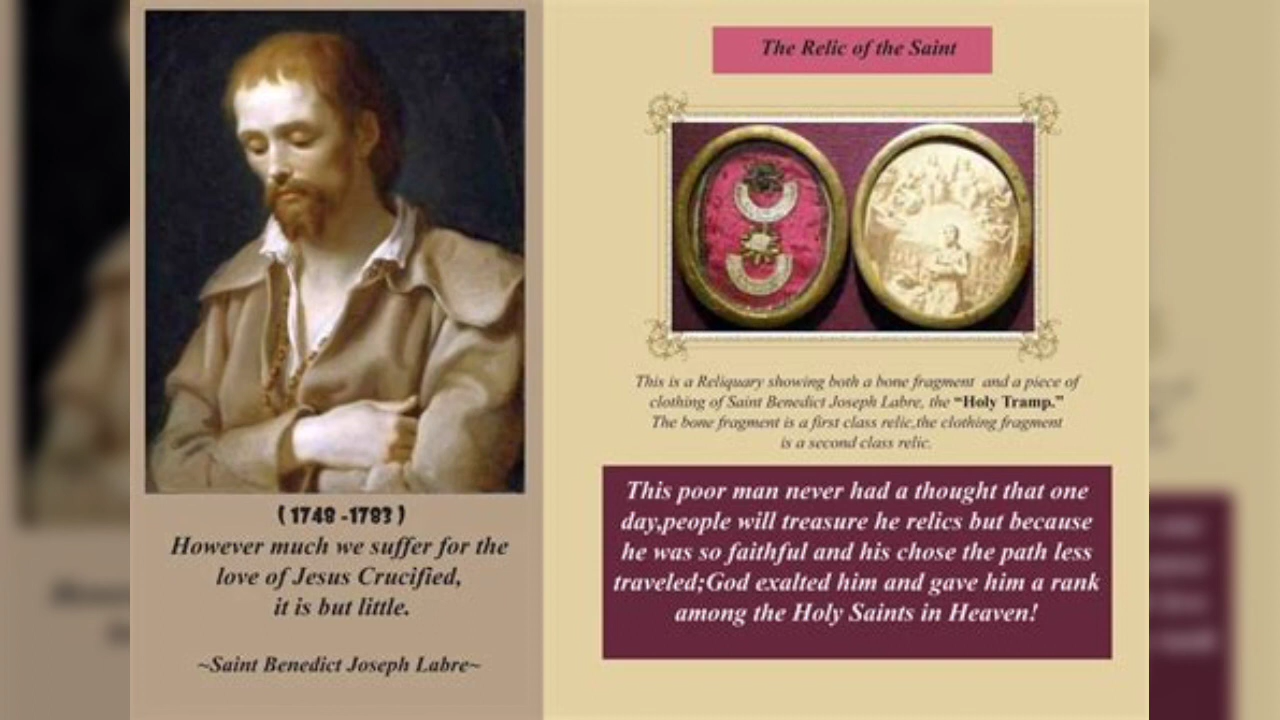 ( 1748 -1783 )
However much we suffer for the
love of Jesus Crucified,
it is but little.
~Saint Benedict Joseph Labre~
The Relic of the Saint
This is a Reliquary showing both a bone fragment and a piece of
clothing of Saint Benedict Joseph Labre, the “Holy Tramp.”
The bone fragment is a first class relic,the clothing fragment
is a second class relic.
This poor man never had a thought that one
day,people will treasure he relics but because
he was so faithful and his chose the path less
traveled;God exalted him and gave him a rank
among the Holy Saints in Heaven!